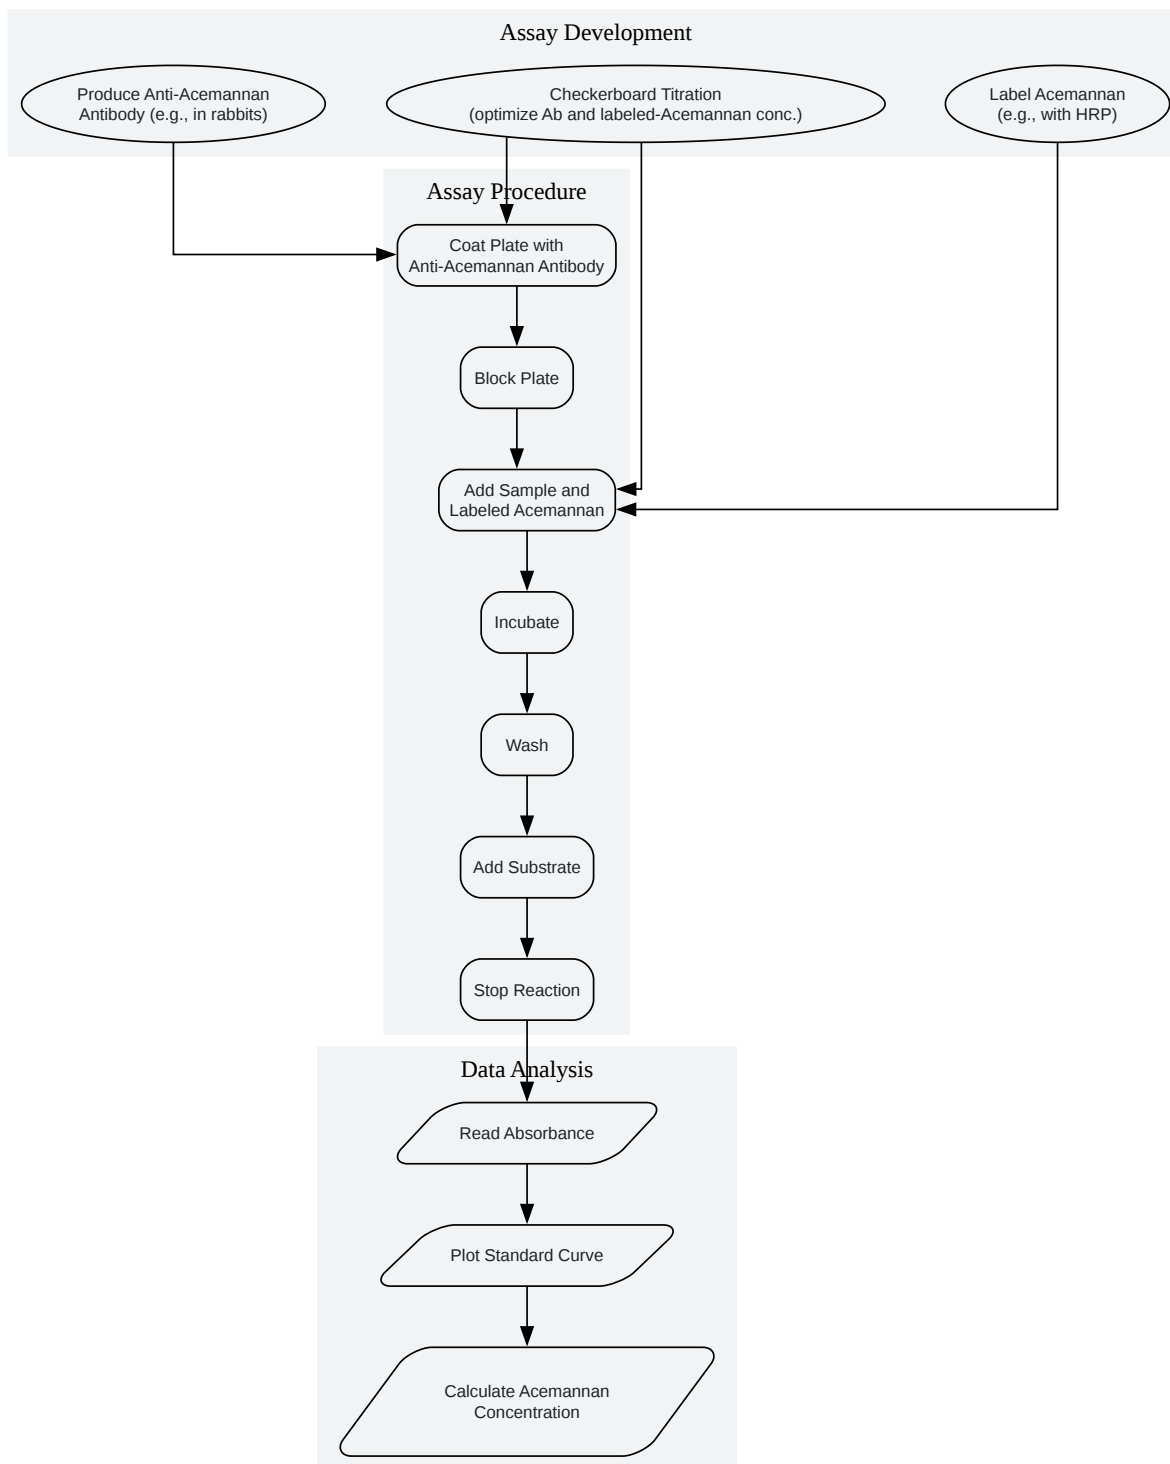 Assay Development
Produce Anti-Acemannan
Antibody (e.g., in rabbits)
Checkerboard Titration
(optimize Ab and labeled-Acemannan conc.)
Label Acemannan
(e.g., with HRP)
Assay Procedure
Coat Plate with
Anti-Acemannan Antibody
Block Plate
Add Sample and
Labeled Acemannan
Incubate
Wash
Add Substrate
Stop Reaction
Data Analysis
Read Absorbance
Plot Standard Curve
Calculate Acemannan
Concentration